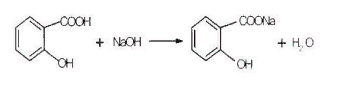 COOH COONa
+ NaOH + H₂O
OH OH